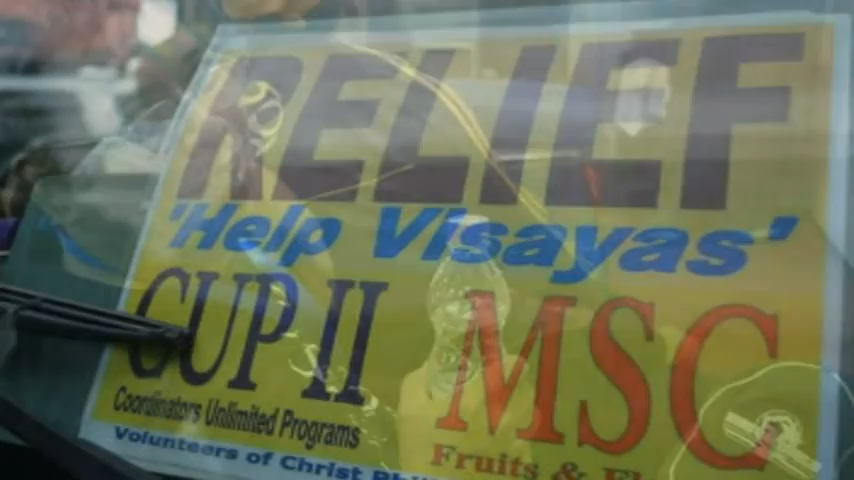 RELIEF
'Help Visayas'
CUP II MSC
Coordinators Unlimited Programs
Volunteers of Christ
Fruits &